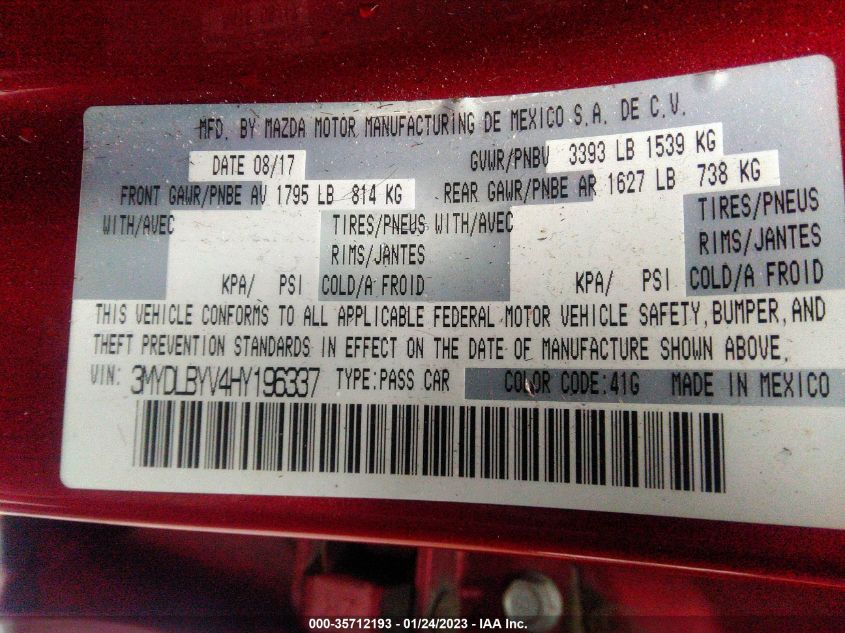 MFD. BY MAZDA MOTOR MANUFACTURING DE MEXICO S.A. DE C.V.
DATE 08/17 GVWR/PNBV 3393 LB 1539 KG
FRONT GAWR/PNBE AV 1795 LB 814 KG REAR GAWR/PNBE AR 1627 LB 738 KG
WITH/AVEC TIRES/PNEUS WITH/AVEC TIRES/PNEUS
RIMS/JANTES RIMS/JANTES
KPA/ PSI COLD/A FROID KPA/ PSI COLD/A FROID
THIS VEHICLE CONFORMS TO ALL APPLICABLE FEDERAL MOTOR VEHICLE SAFETY, BUMPER, AND
THEFT PREVENTION STANDARDS IN EFFECT ON THE DATE OF MANUFACTURE SHOWN ABOVE.
VIN: 3MYDLBYV4HY196337 TYPE:PASS CAR COLOR CODE:41G MADE IN MEXICO
000-35712193 - 01/24/2023 - IAA Inc.